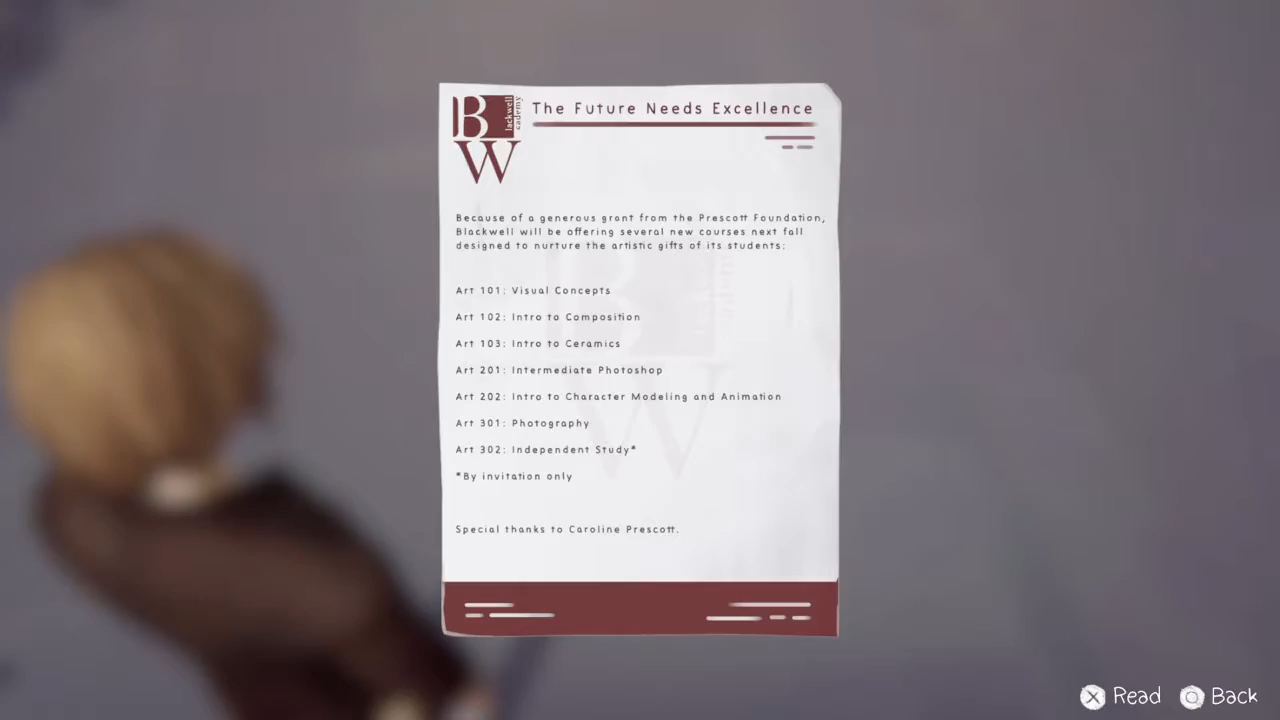 B
lackwell
cademy
W
The Future Needs Excellence
Because of a generous grant from the Prescott Foundation,
Blackwell will be offering several new courses next fall
designed to nurture the artistic gifts of its students:
Art 101: Visual Concepts
Art 102: Intro to Composition
Art 103: Intro to Ceramics
Art 201: Intermediate Photoshop
Art 202: Intro to Character Modeling and Animation
Art 301: Photography
Art 302: Independent Study*
*By invitation only
Special thanks to Caroline Prescott.
Read
Back